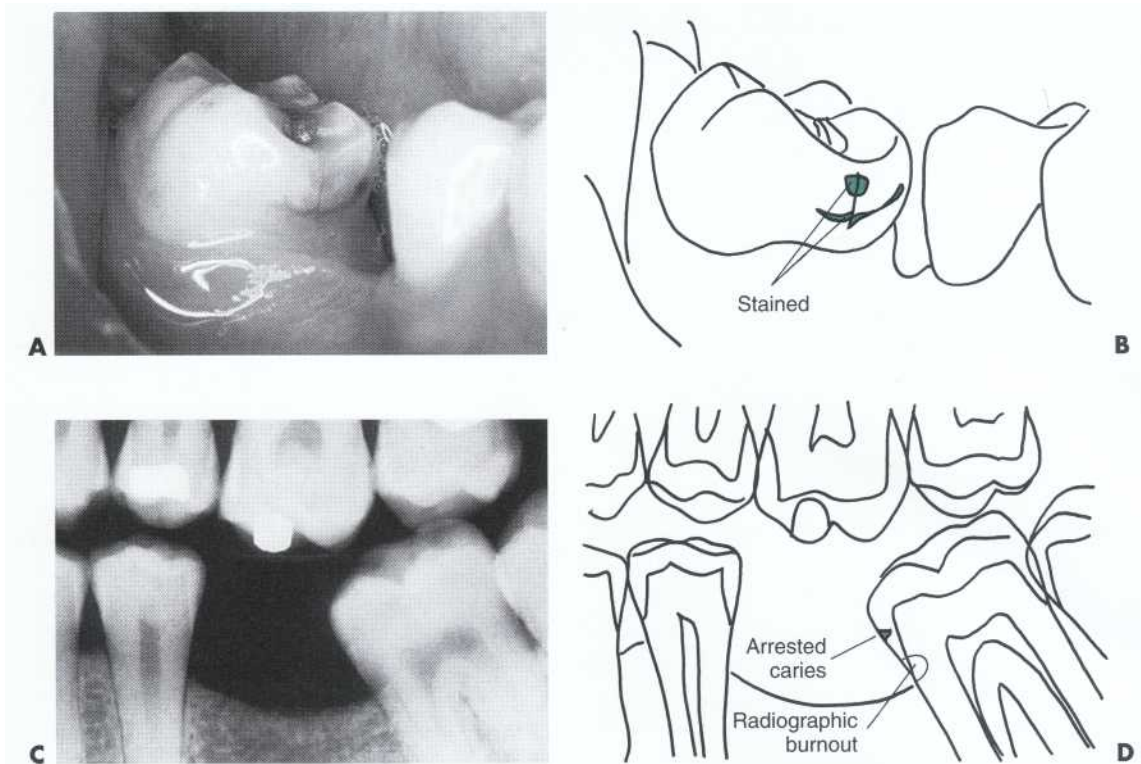 A
Stained
B
C
Arrested
caries
Radiographic
burnout
D